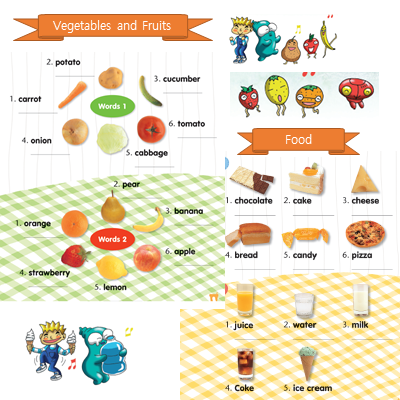 Vegetables and Fruits
2. potato
3. cucumber
1. carrot
Words 1
6. tomato
4. onion
5. cabbage
2. pear
3. banana
1. orange
Words 2
6. apple
4. strawberry
5. lemon
Food
1. chocolate
2. cake
3. cheese
4. bread
5. candy
6. pizza
1. juice
2. water
3. milk
4. Coke
5. ice cream